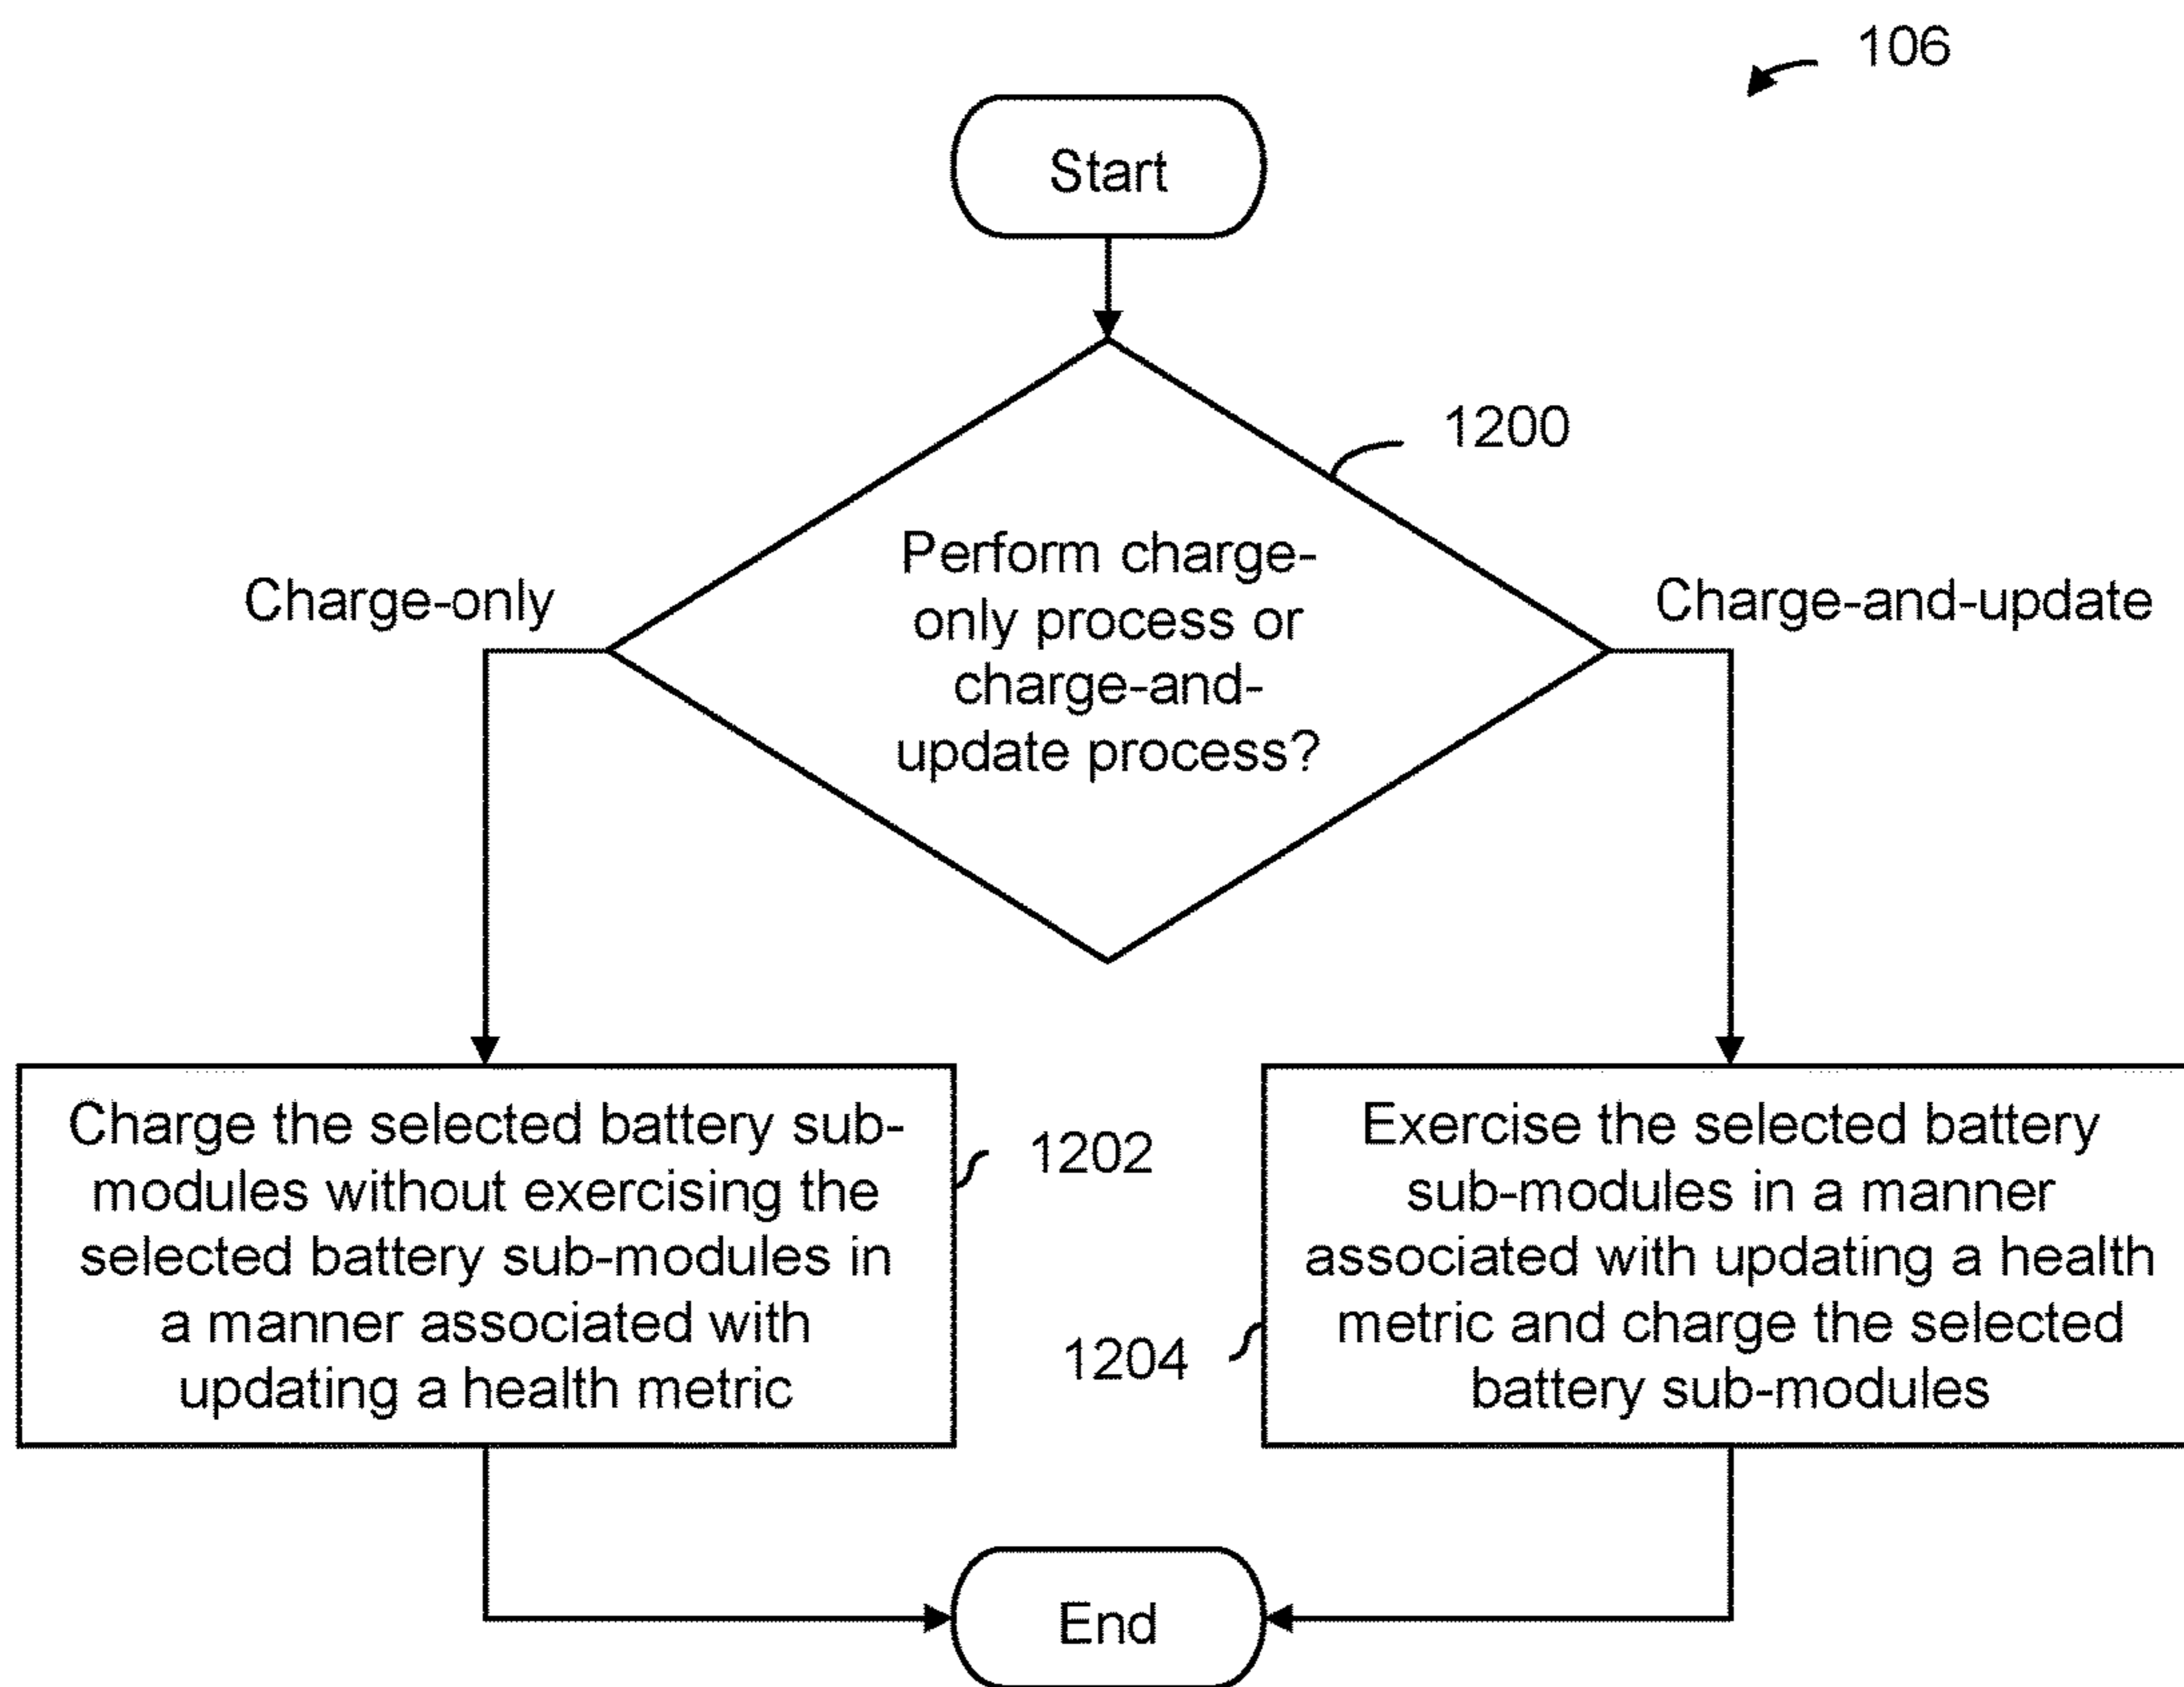 106
Start
1200
Perform charge-
only process or
charge-and-
update process?
Charge-only
Charge-and-update
Charge the selected battery sub-
modules without exercising the
selected battery sub-modules in
a manner associated with
updating a health metric
1202
Exercise the selected battery
sub-modules in a manner
associated with updating a health
metric and charge the selected
battery sub-modules
1204
End